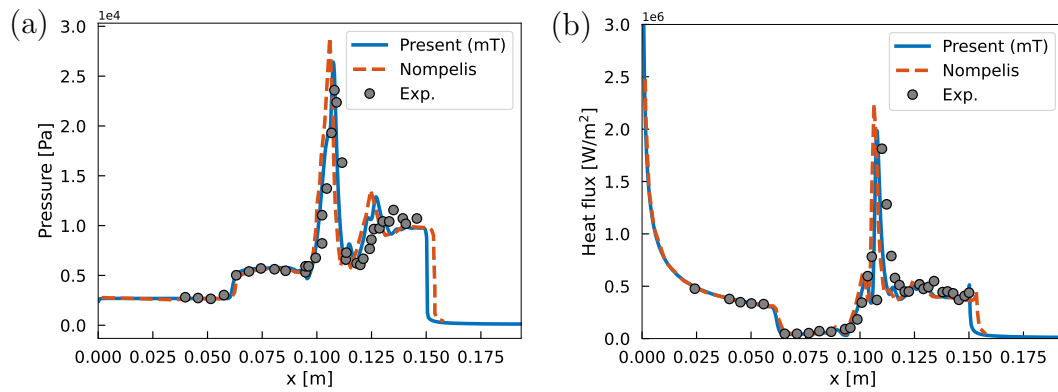 (a)
1e4
3.0
2.5
2.0
1.5
1.0
0.5
0.0
Pressure [Pa]
Present (mT)
Nompelis
Exp.
0.000 0.025 0.050 0.075 0.100 0.125 0.150 0.175
x [m]
(b)
1e6
3.0
2.5
2.0
1.5
1.0
0.5
0.0
Heat flux [W/m²]
Present (mT)
Nompelis
Exp.
0.000 0.025 0.050 0.075 0.100 0.125 0.150 0.175
x [m]